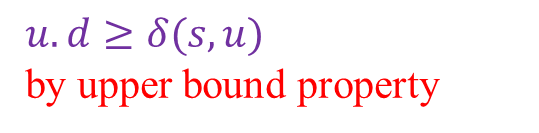 u.d ≥ δ(s,u)
by upper bound property